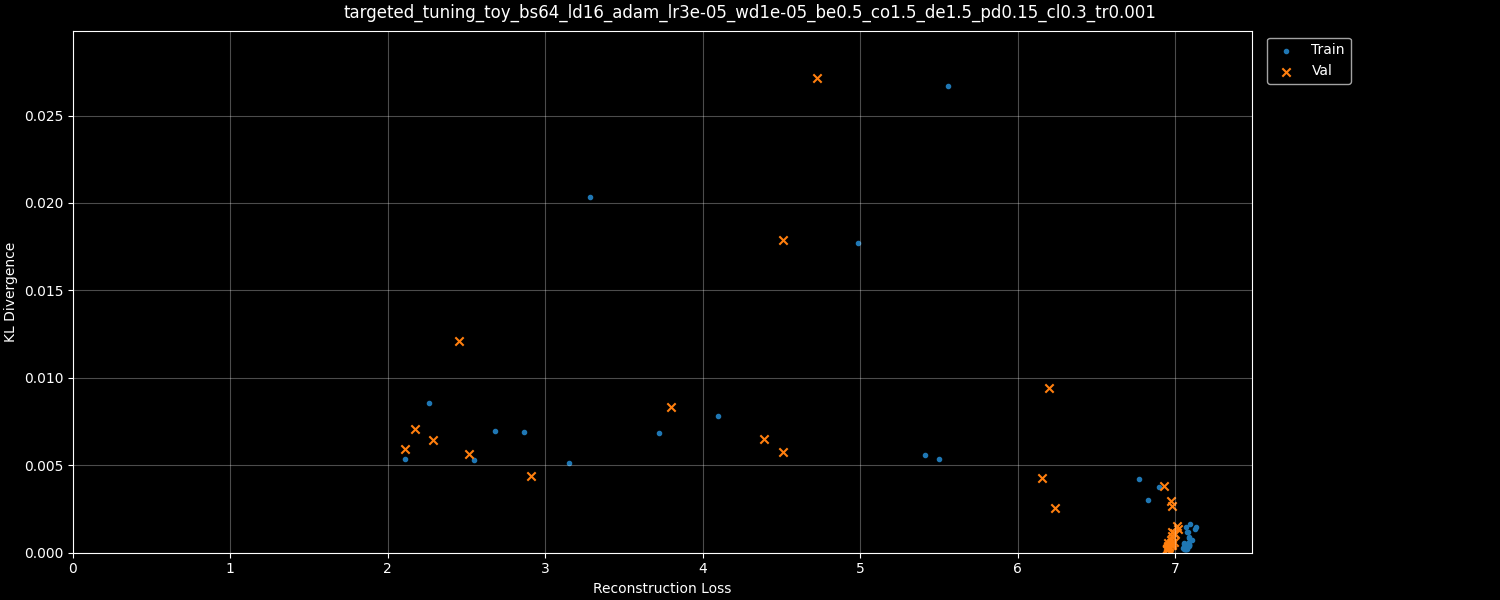 targeted_tuning_toy_bs64_ld16_adam_lr3e-05_wd1e-05_be0.5_co1.5_de1.5_pd0.15_cl0.3_tr0.001
Train
Val
KL Divergence
0.025
0.020
0.015
0.010
0.005
0.000
0 1 2 3 4 5 6 7
Reconstruction Loss